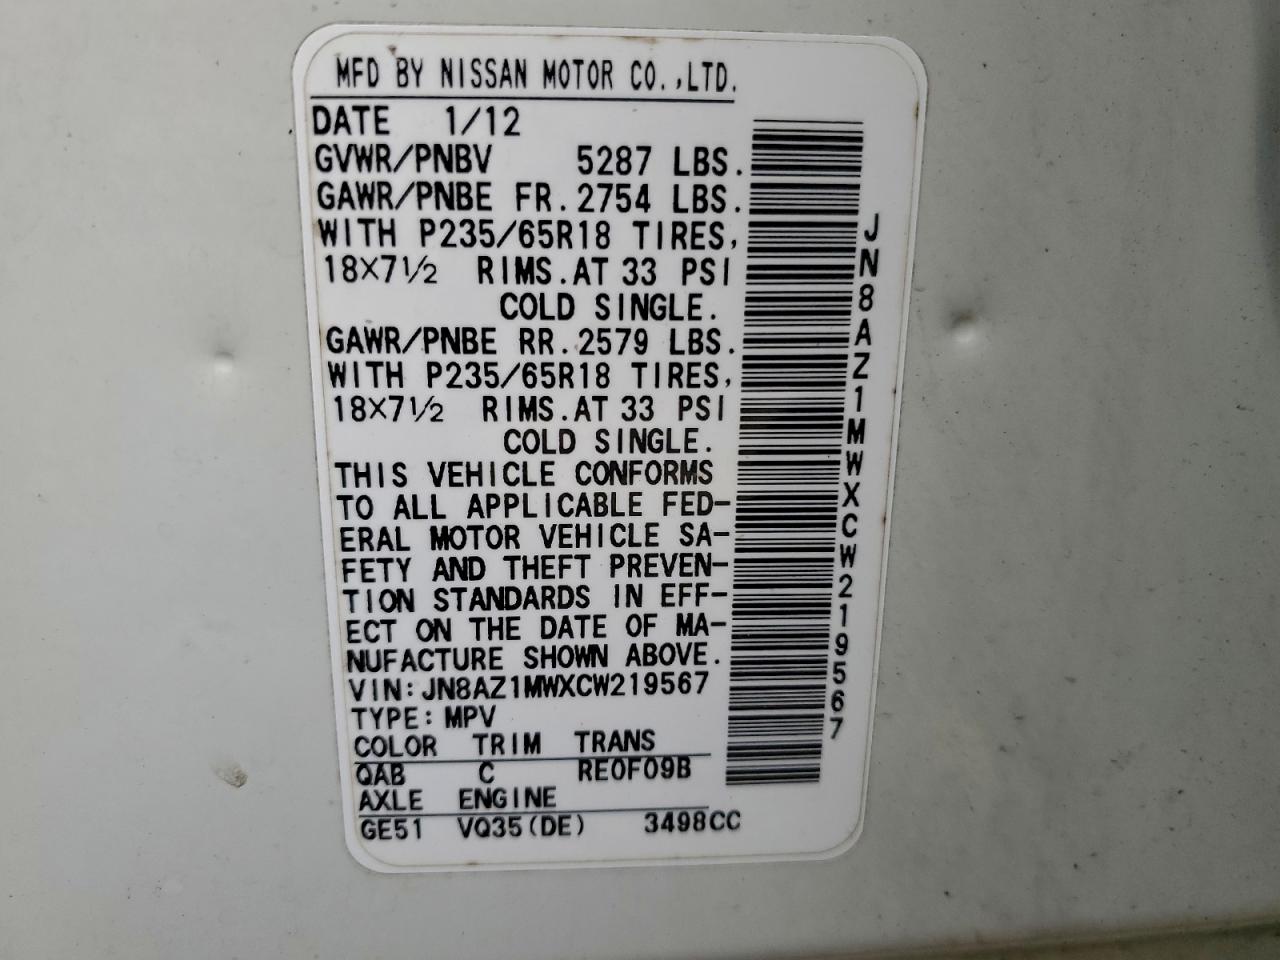 MFD BY NISSAN MOTOR CO.,LTD.
DATE 1/12
GVWR/PNBV 5287 LBS.
GAWR/PNBE FR.2754 LBS.
WITH P235/65R18 TIRES,
18×7½ RIMS.AT 33 PSI
COLD SINGLE.
GAWR/PNBE RR.2579 LBS.
WITH P235/65R18 TIRES,
18×7½ RIMS.AT 33 PSI
COLD SINGLE.
THIS VEHICLE CONFORMS
TO ALL APPLICABLE FED-
ERAL MOTOR VEHICLE SA-
FETY AND THEFT PREVEN-
TION STANDARDS IN EFF-
ECT ON THE DATE OF MA-
NUFACTURE SHOWN ABOVE.
VIN:JN8AZ1MWXCW219567
TYPE:MPV
COLOR TRIM TRANS
QAB C RE0F09B
AXLE ENGINE
GE51 VQ35(DE) 3498CC
JN8AZ1MWXCW219567